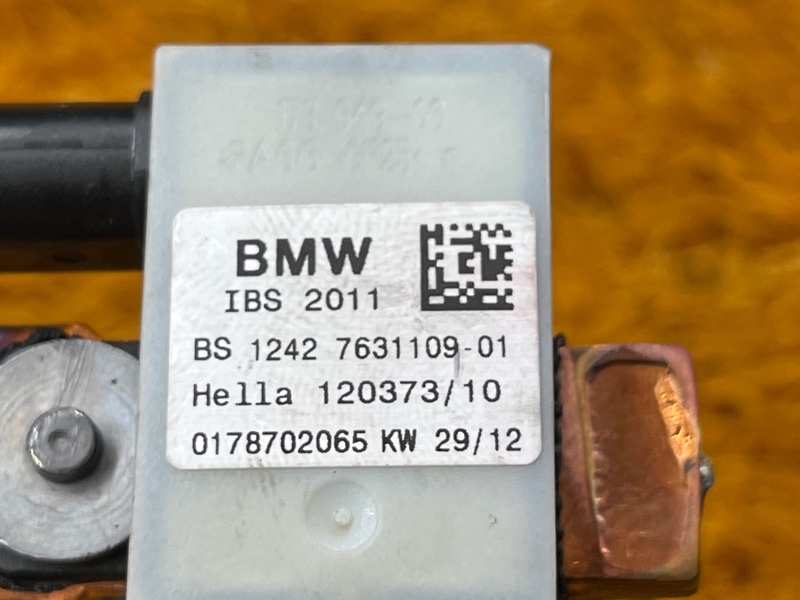 BMW
IBS 2011
BS 1242 7631109-01
Hella 120373/10
0178702065 KW 29/12